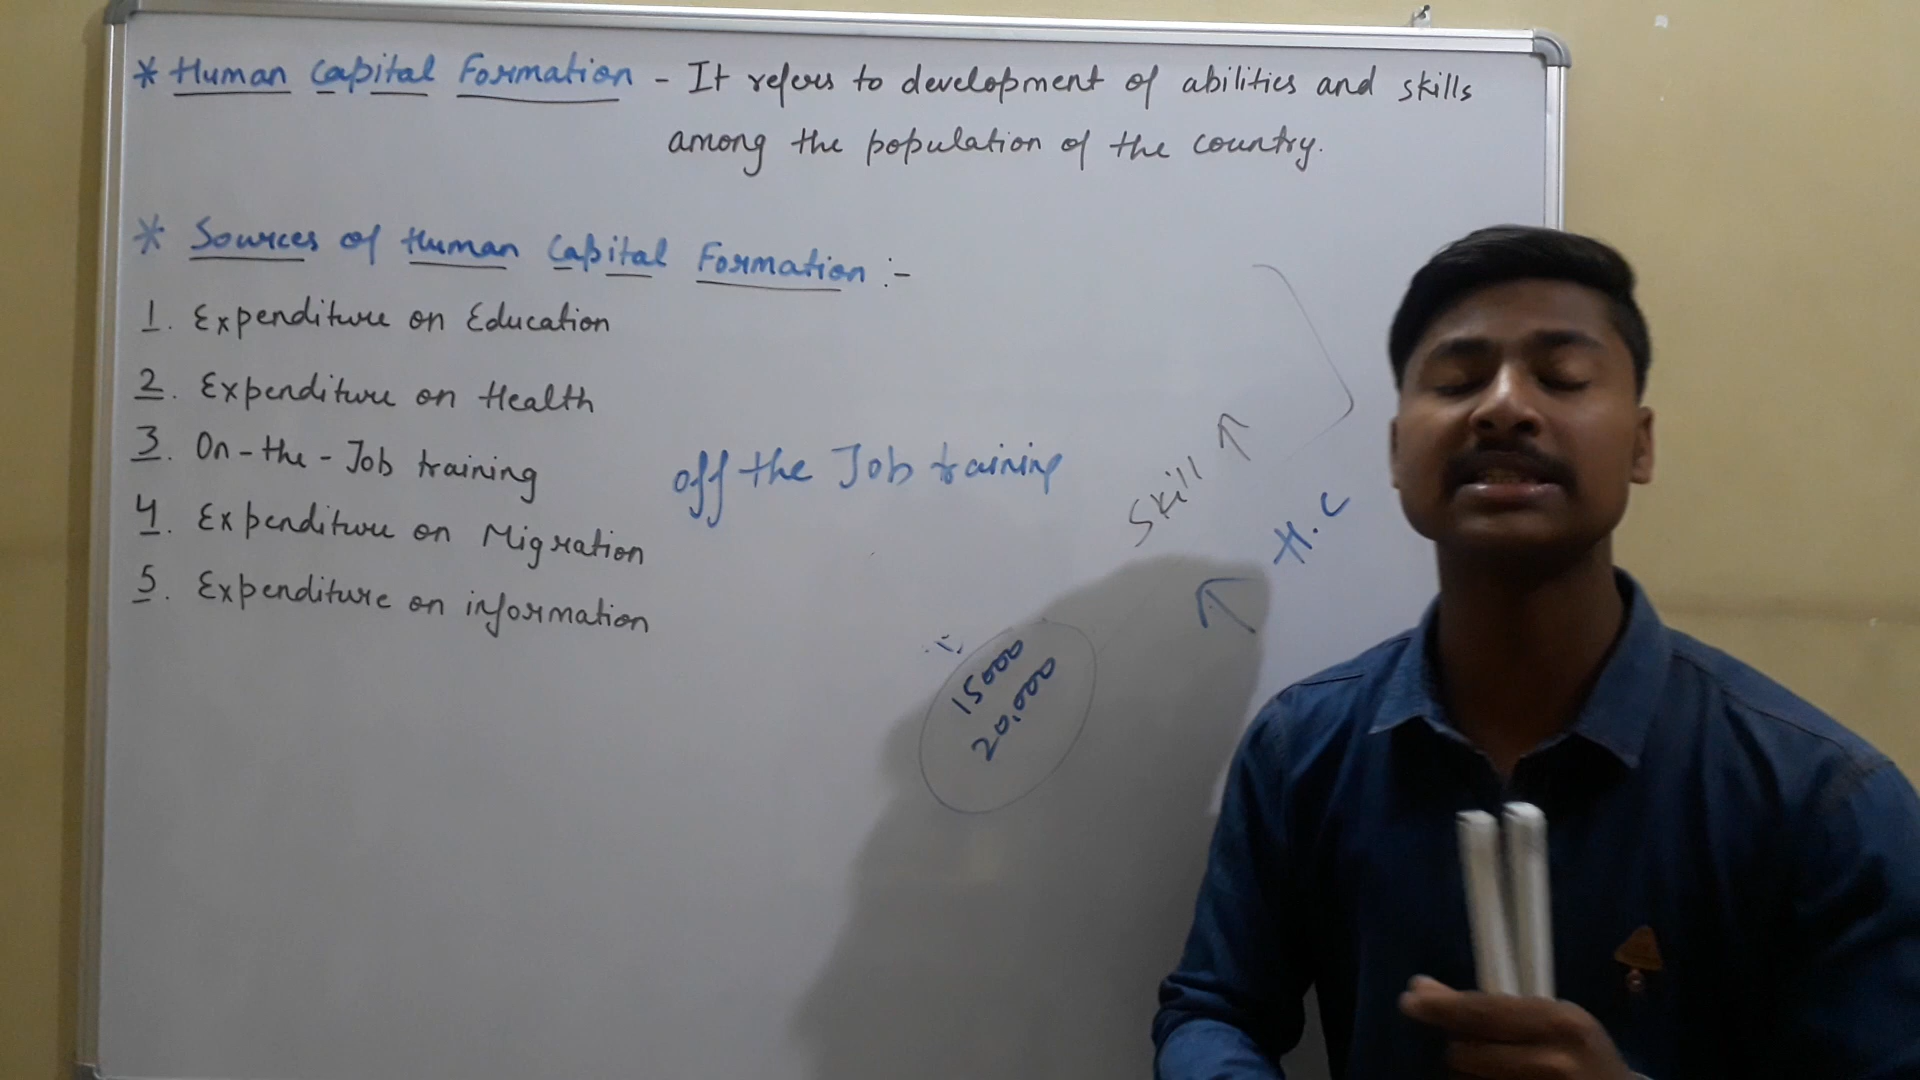 * Human Capital Formation - It refers to development of abilities and skills
among the population of the country.
* Sources of Human Capital Formation :-
1. Expenditure on Education
2. Expenditure on Health
3. On-the-Job training
off the Job training
4. Expenditure on Migration
5. Expenditure on information
Skill ↑
H.C
↑
15000
20,000